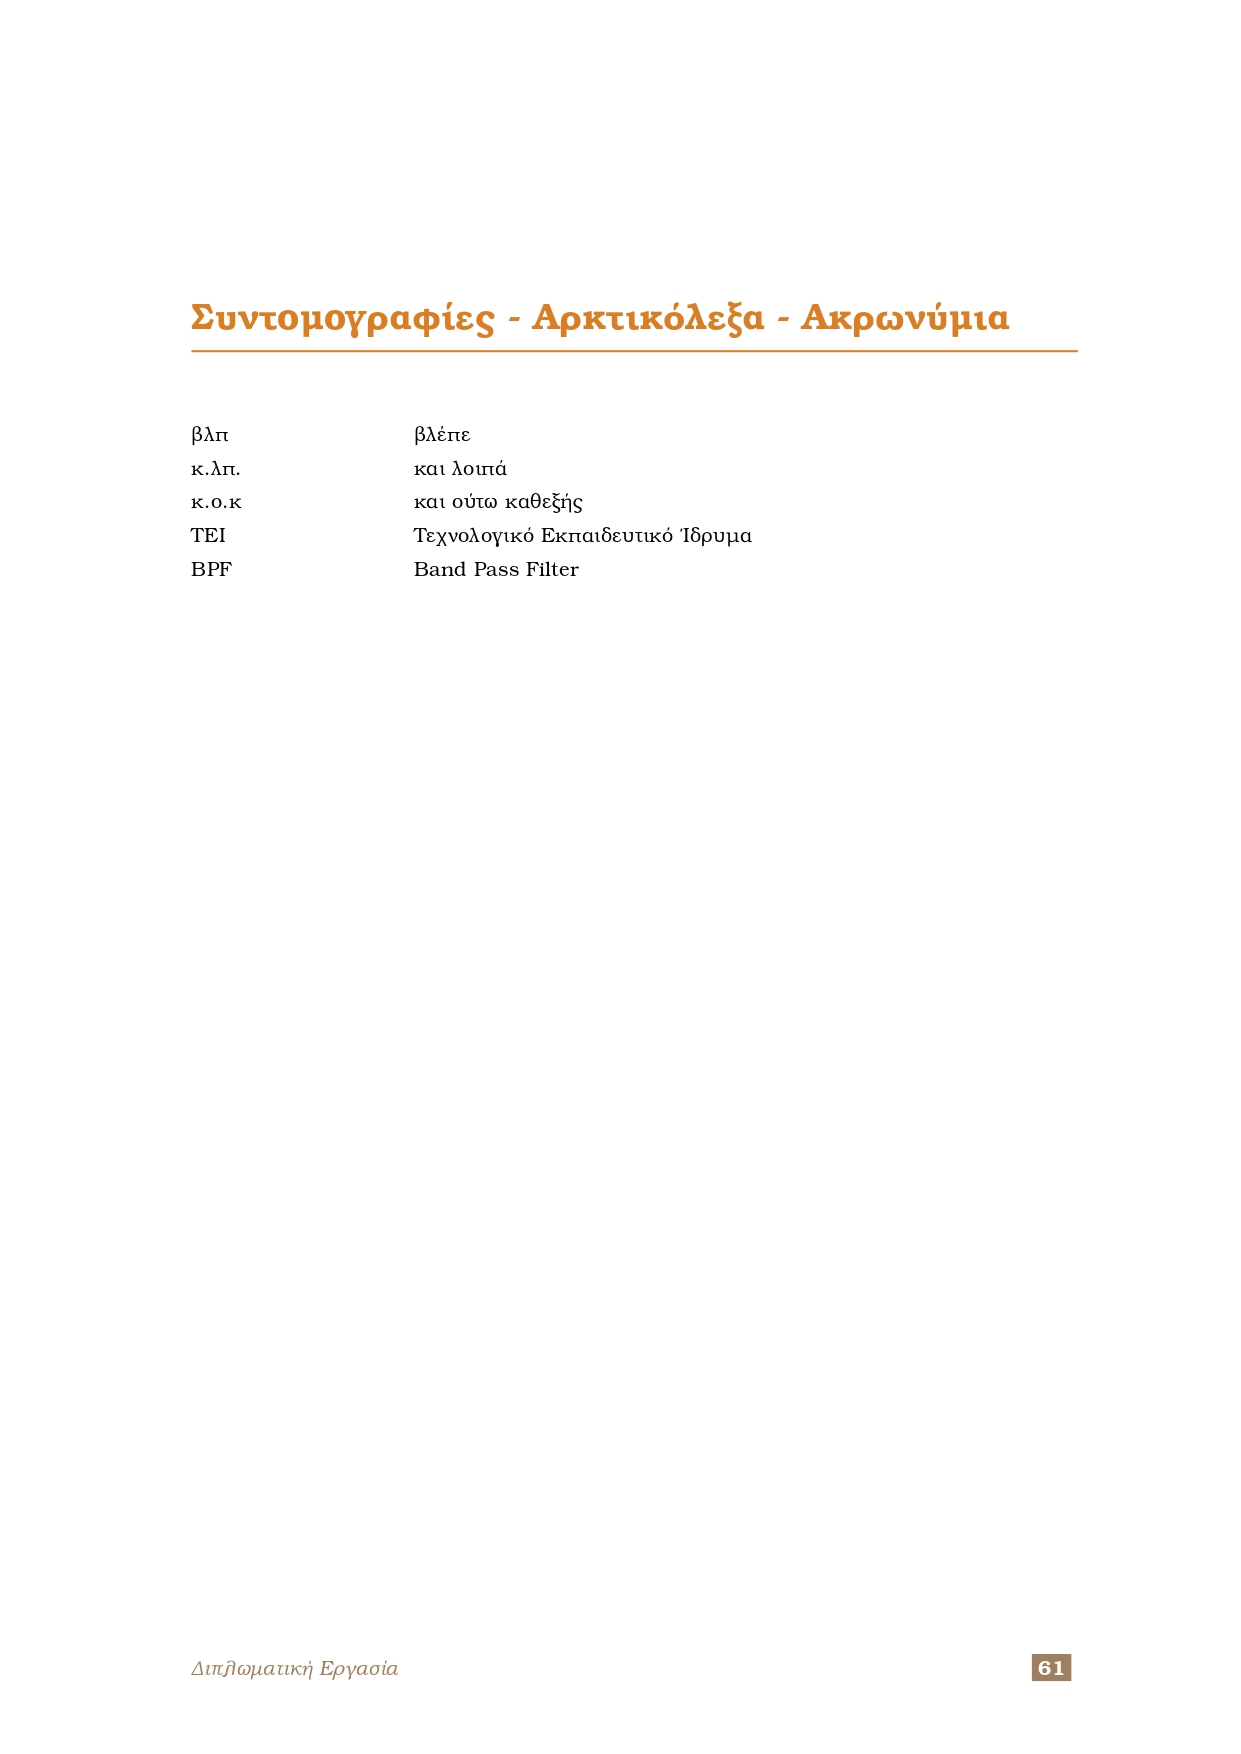 Συντομογραφίες - Αρκτικόλεξα - Ακρωνύμια
βλπ βλέπε
κ.λπ. και λοιπά
κ.ο.κ και ούτω καθεξής
ΤΕΙ Τεχνολογικό Εκπαιδευτικό Ίδρυμα
BPF Band Pass Filter
Διπλωματική Εργασία 61